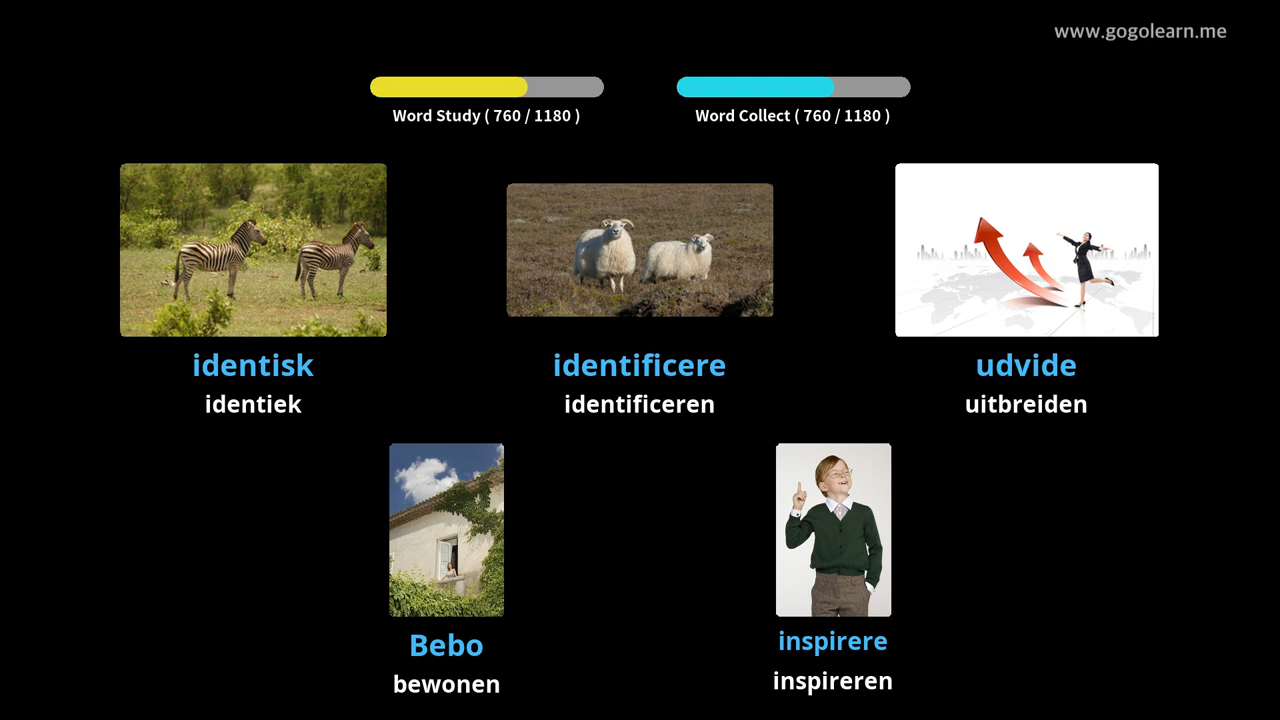 www.gogolearn.me
Word Study ( 760 / 1180 )
Word Collect ( 760 / 1180 )
identisk
identiek
identificere
identificeren
udvide
uitbreiden
Bebo
bewonen
inspirere
inspireren